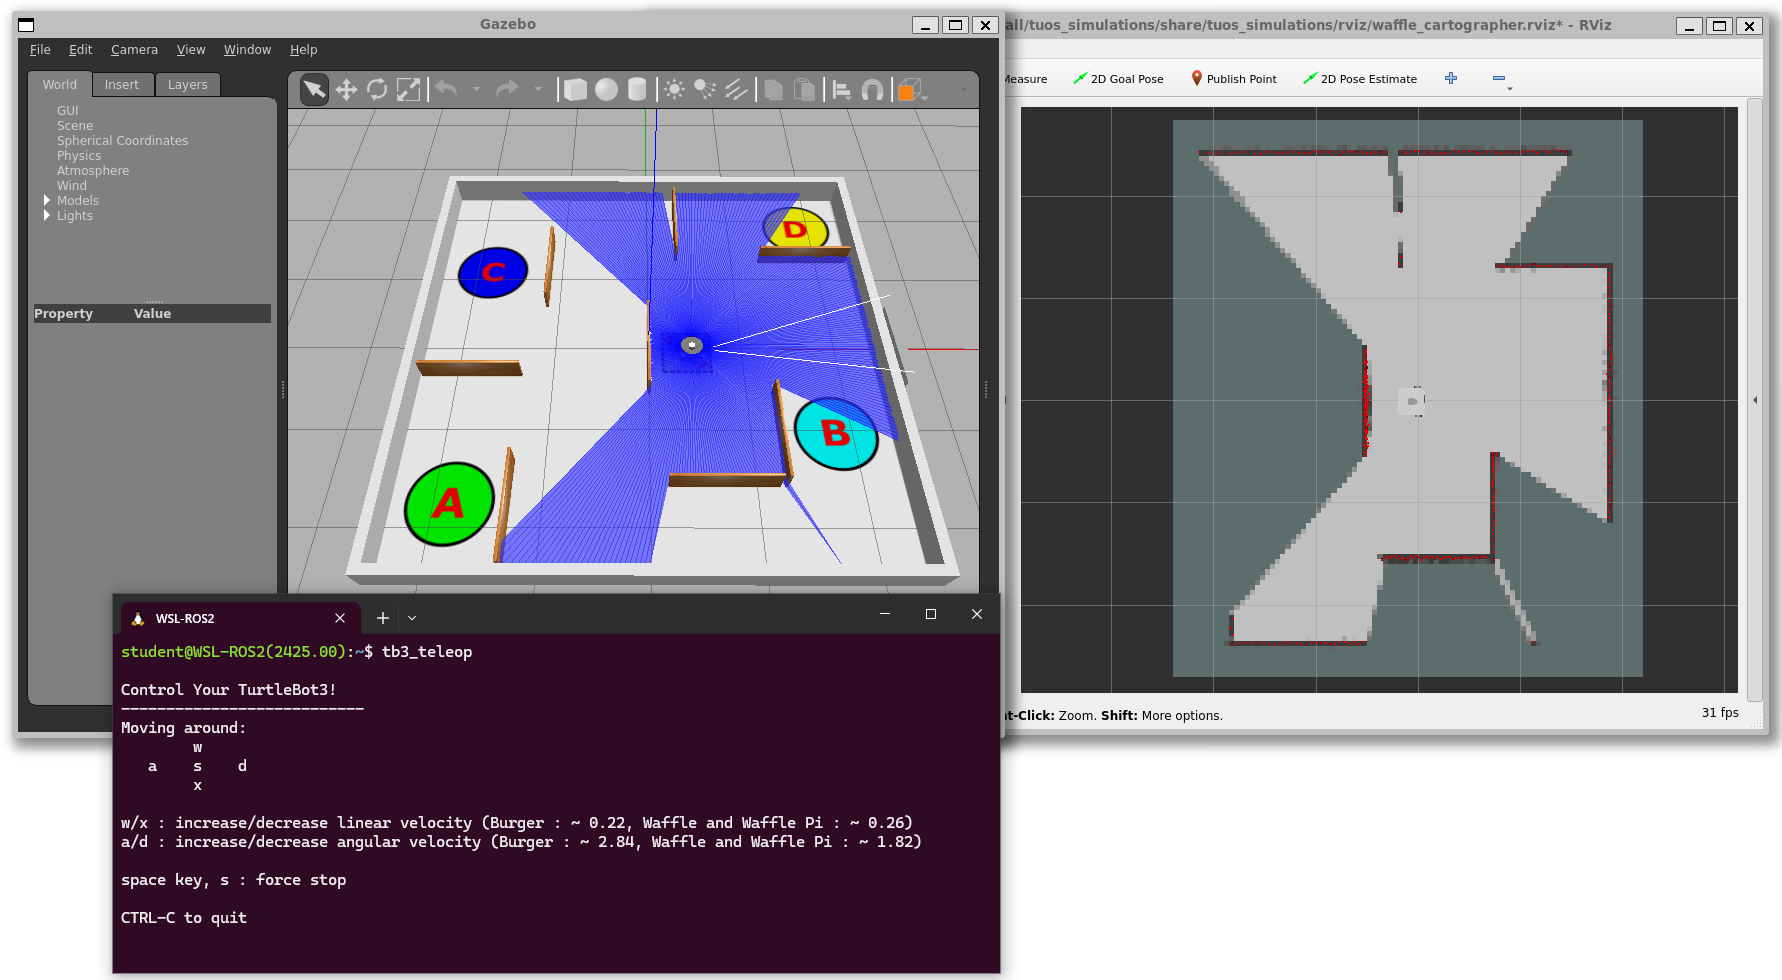 Gazebo
File Edit Camera View Window Help
World Insert Layers
GUI
Scene
Spherical Coordinates
Physics
Atmosphere
Wind
Models
Lights
Property Value
C
D
A
B
all/tuos_simulations/share/tuos_simulations/rviz/waffle_cartographer.rviz* - RViz
Measure 2D Goal Pose Publish Point 2D Pose Estimate
t-Click: Zoom. Shift: More options.
31 fps
WSL-ROS2
student@WSL-ROS2(2425.00):~$ tb3_teleop
Control Your TurtleBot3!
---------------------------
Moving around:
w
a s d
x
w/x : increase/decrease linear velocity (Burger : ~ 0.22, Waffle and Waffle Pi : ~ 0.26)
a/d : increase/decrease angular velocity (Burger : ~ 2.84, Waffle and Waffle Pi : ~ 1.82)
space key, s : force stop
CTRL-C to quit